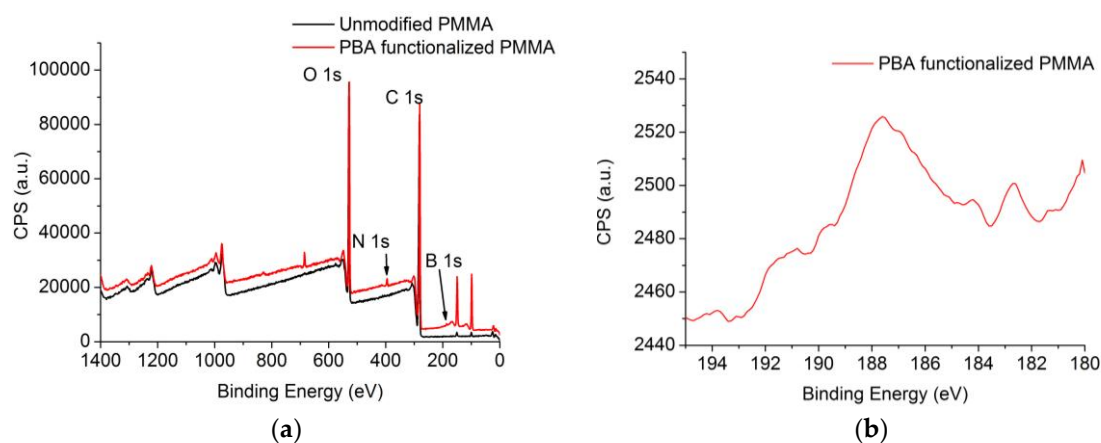 Unmodified PMMA
PBA functionalized PMMA
100000
80000
60000
40000
20000
0
CPS (a.u.)
O 1s
C 1s
N 1s
B 1s
1400 1200 1000 800 600 400 200 0
Binding Energy (eV)
(a)
PBA functionalized PMMA
2540
2520
2500
2480
2460
2440
CPS (a.u.)
194 192 190 188 186 184 182 180
Binding Energy (eV)
(b)